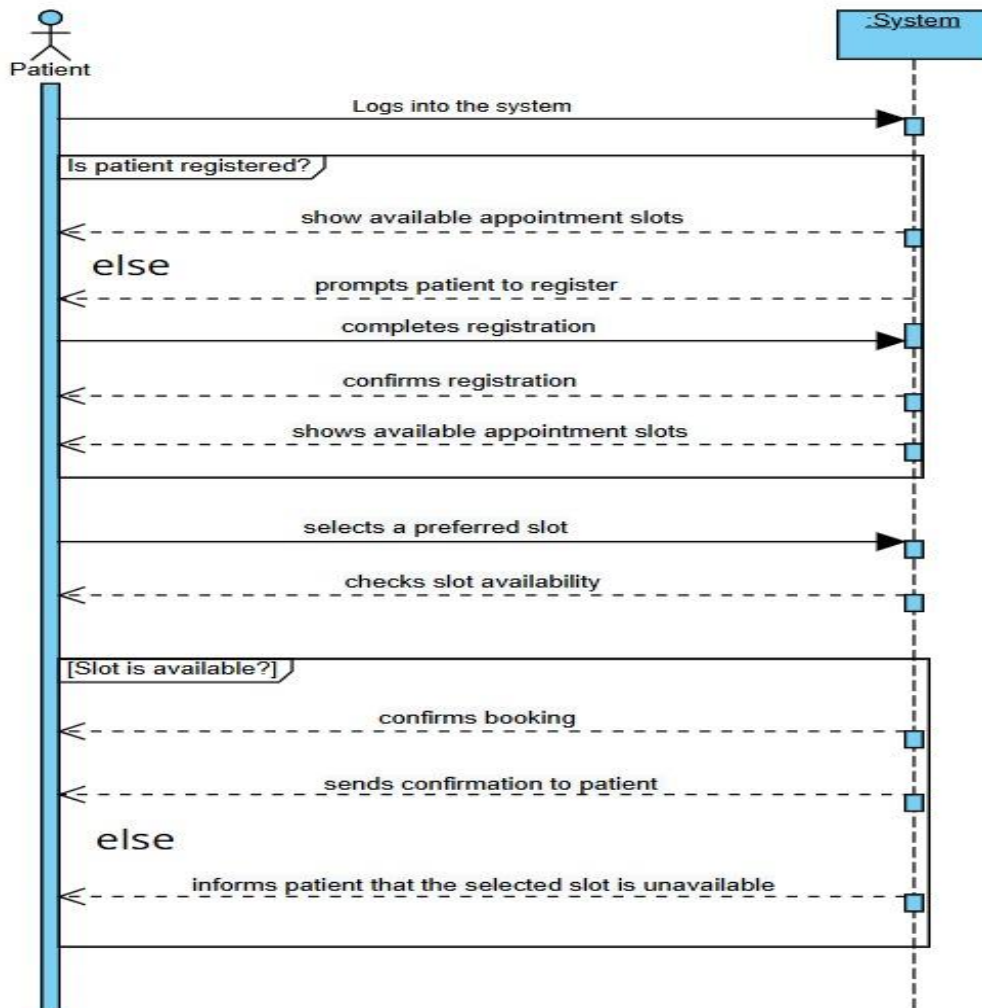 :System
Patient
Logs into the system
Is patient registered?
show available appointment slots
else
prompts patient to register
completes registration
confirms registration
shows available appointment slots
selects a preferred slot
checks slot availability
[Slot is available?]
confirms booking
sends confirmation to patient
else
informs patient that the selected slot is unavailable